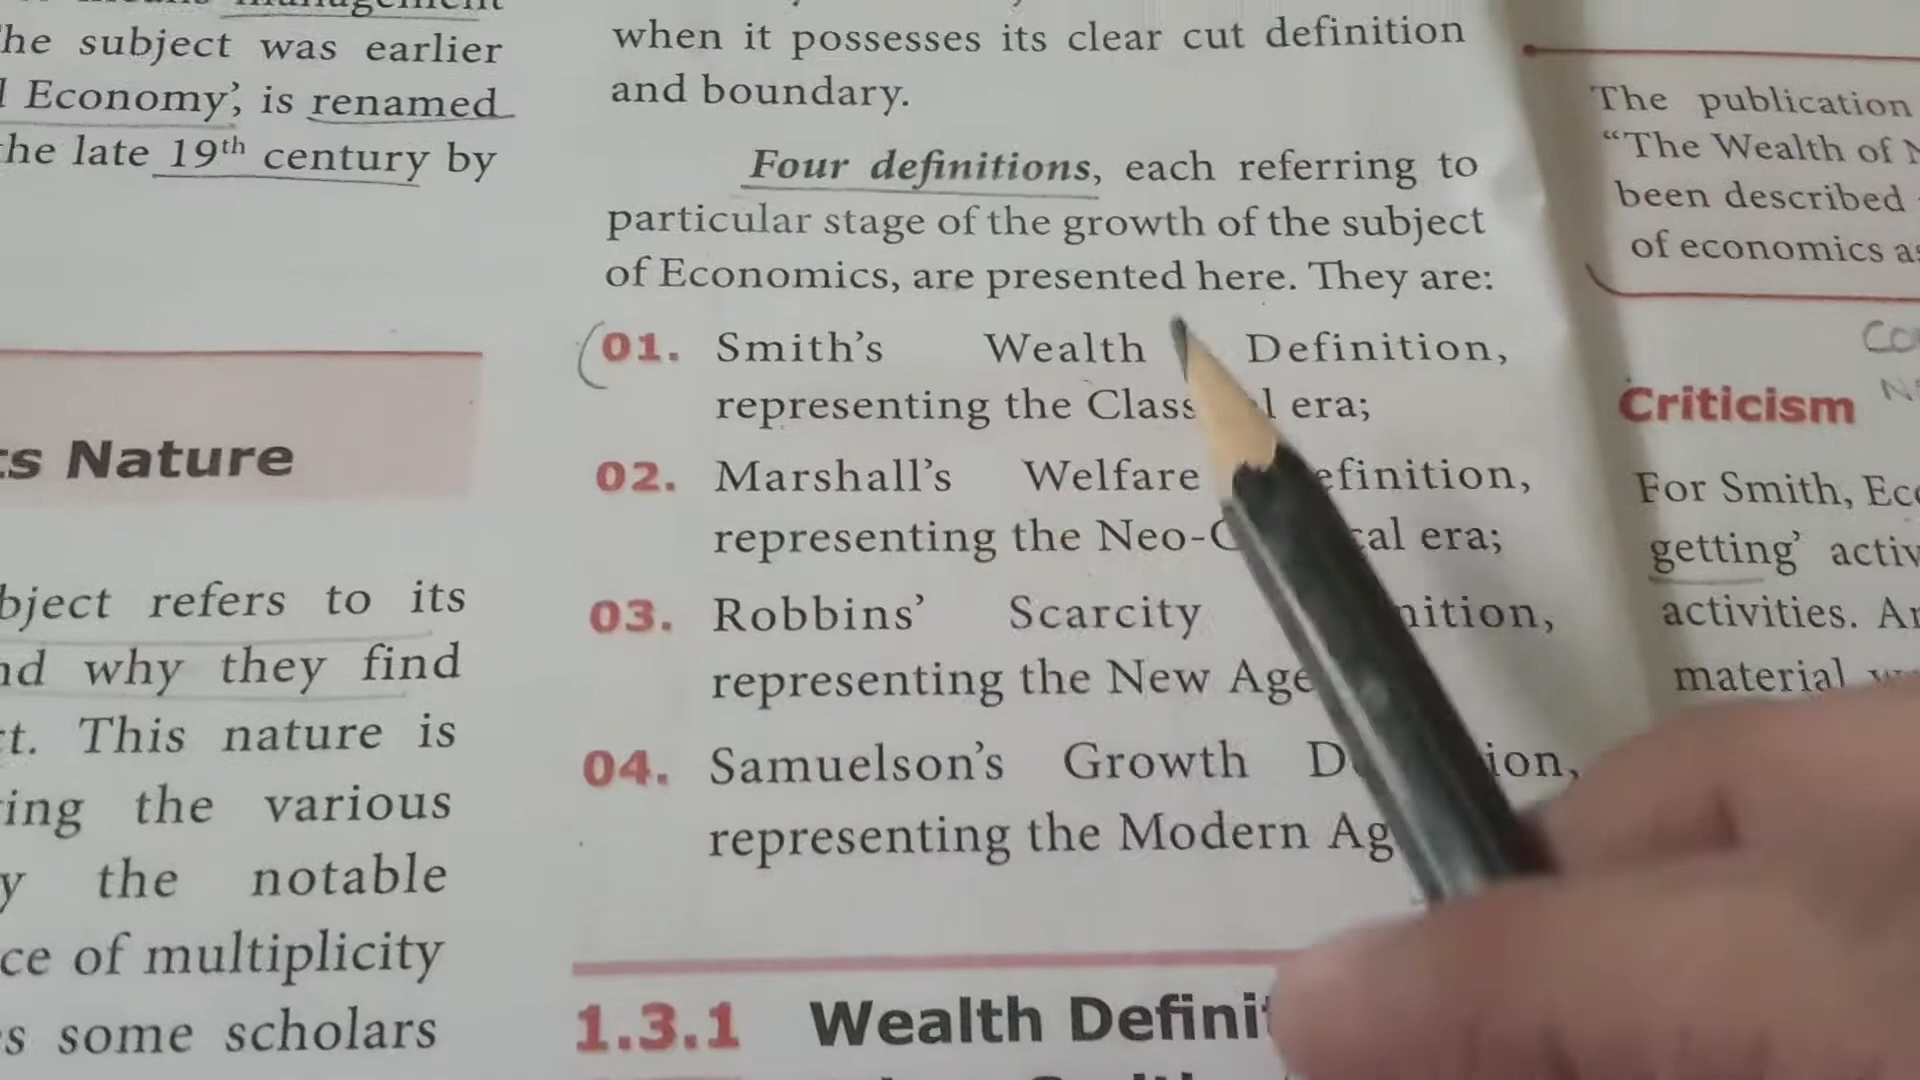 management
he subject was earlier
l Economy', is renamed
he late 19th century by
s Nature
bject refers to its
nd why they find
t. This nature is
ing the various
y the notable
ce of multiplicity
s some scholars
when it possesses its clear cut definition
and boundary.
Four definitions, each referring to
particular stage of the growth of the subject
of Economics, are presented here. They are:
01. Smith's Wealth Definition,
representing the Class l era;
02. Marshall's Welfare efinition,
representing the Neo-C cal era;
03. Robbins' Scarcity nition,
representing the New Age
04. Samuelson's Growth D ion,
representing the Modern Ag
1.3.1 Wealth Defini
The publication
“The Wealth of N
been described
of economics as
Criticism
For Smith, Eco
getting' activ
activities. An
material